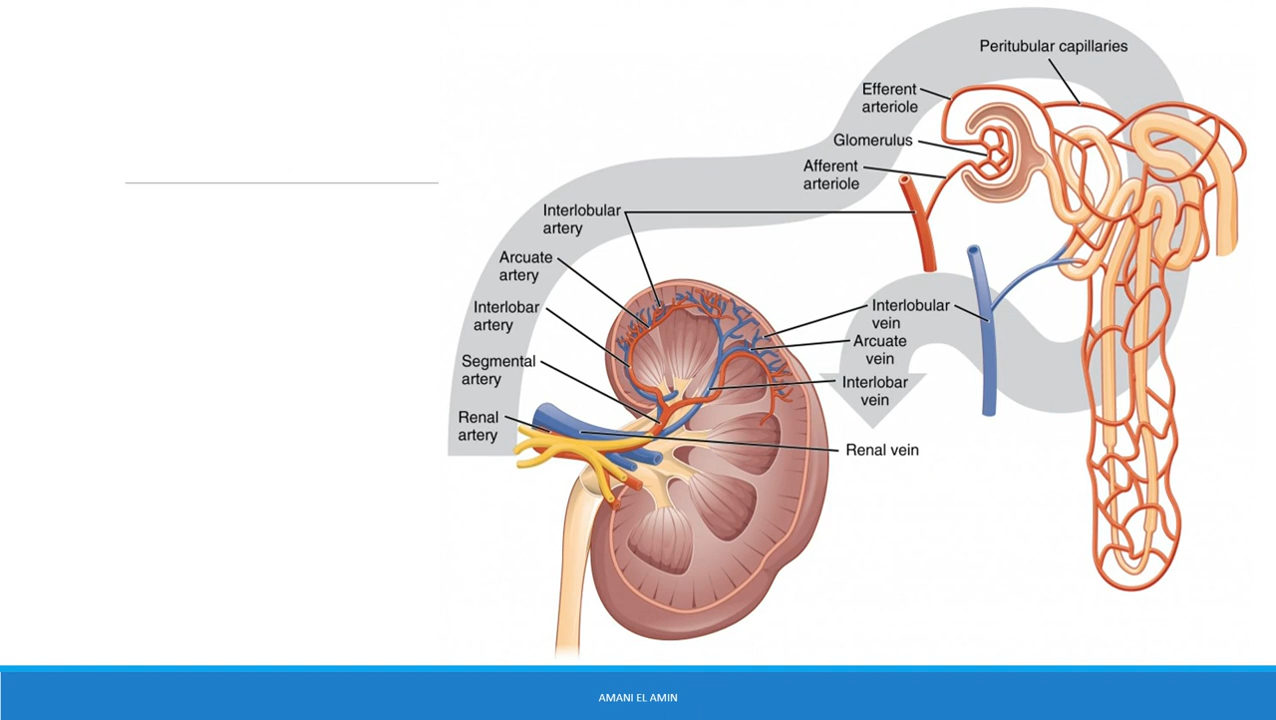 Peritubular capillaries
Efferent
arteriole
Glomerulus
Afferent
arteriole
Interlobular
artery
Arcuate
artery
Interlobar
artery
Segmental
artery
Renal
artery
Interlobular
vein
Arcuate
vein
Interlobar
vein
Renal vein
AMANI EL AMIN